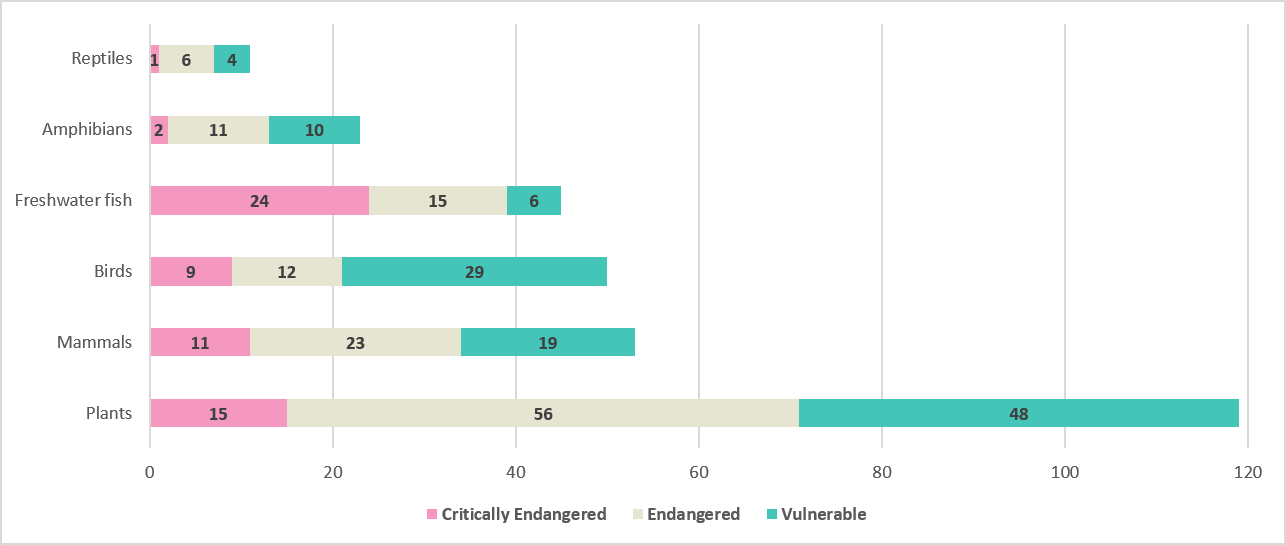 Reptiles 1 6 4
Amphibians 2 11 10
Freshwater fish 24 15 6
Birds 9 12 29
Mammals 11 23 19
Plants 15 56 48
0 20 40 60 80 100 120
Critically Endangered Endangered Vulnerable